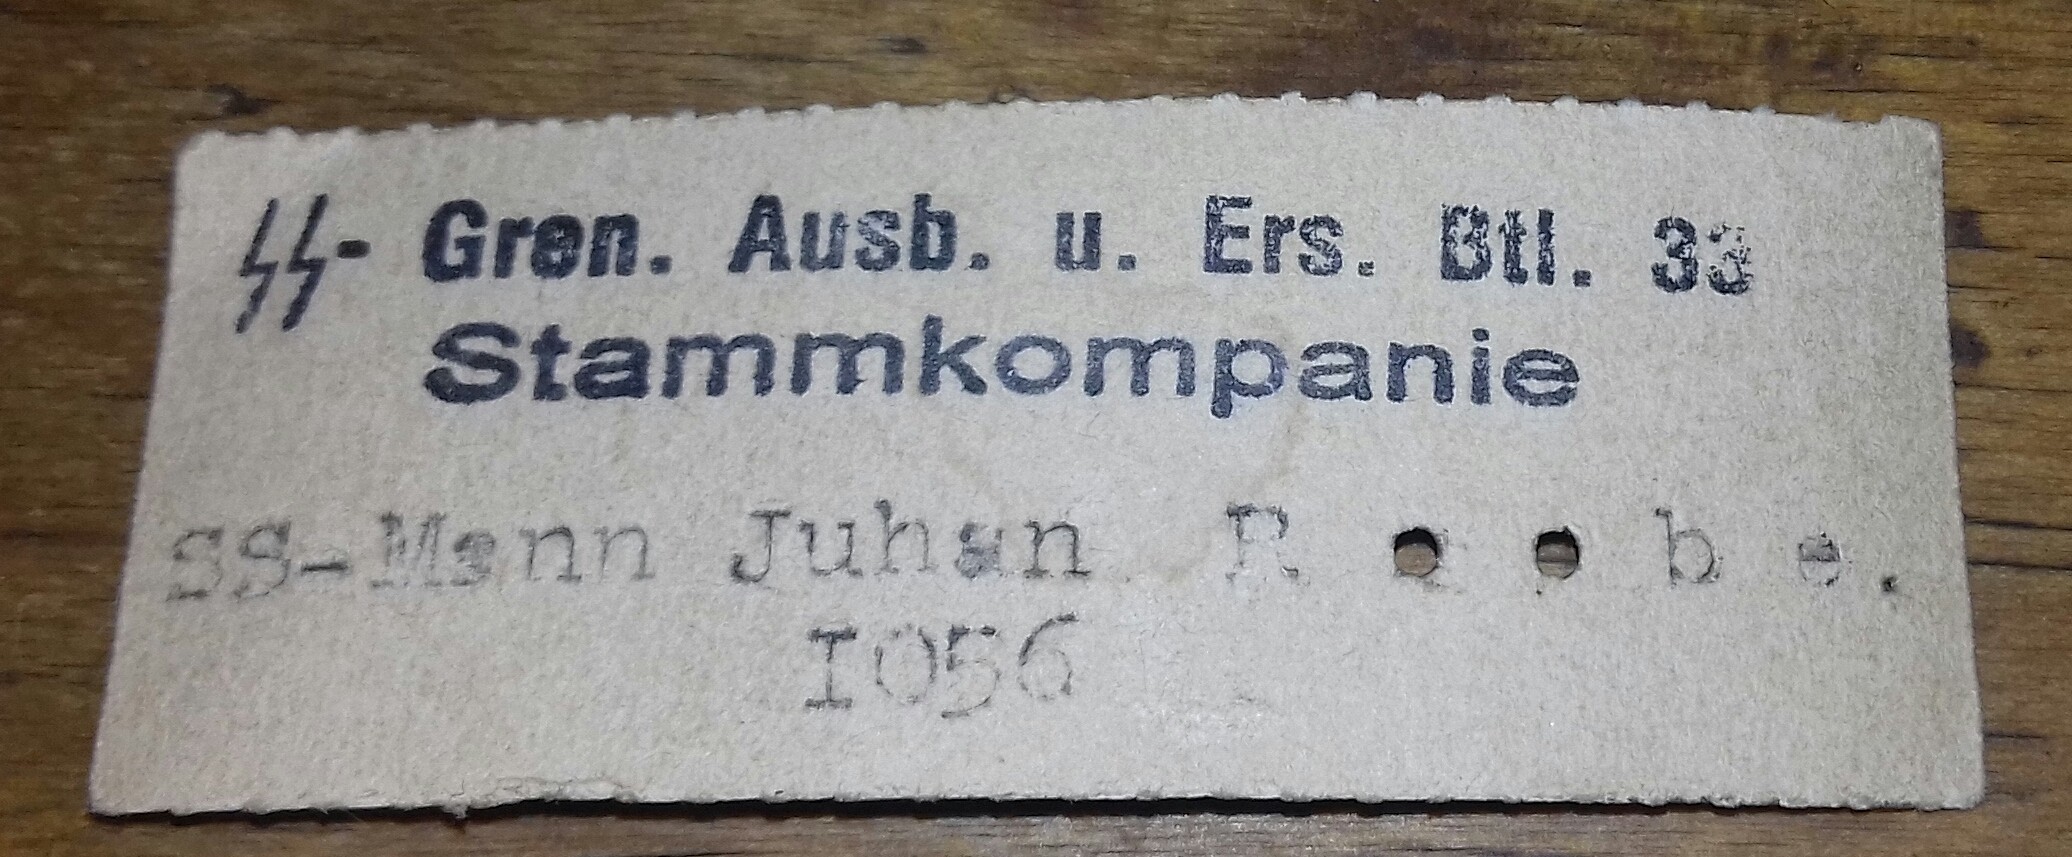 SS- Gren. Ausb. u. Ers. Btl. 33
Stammkompanie
SS-Mann Juhan
I056